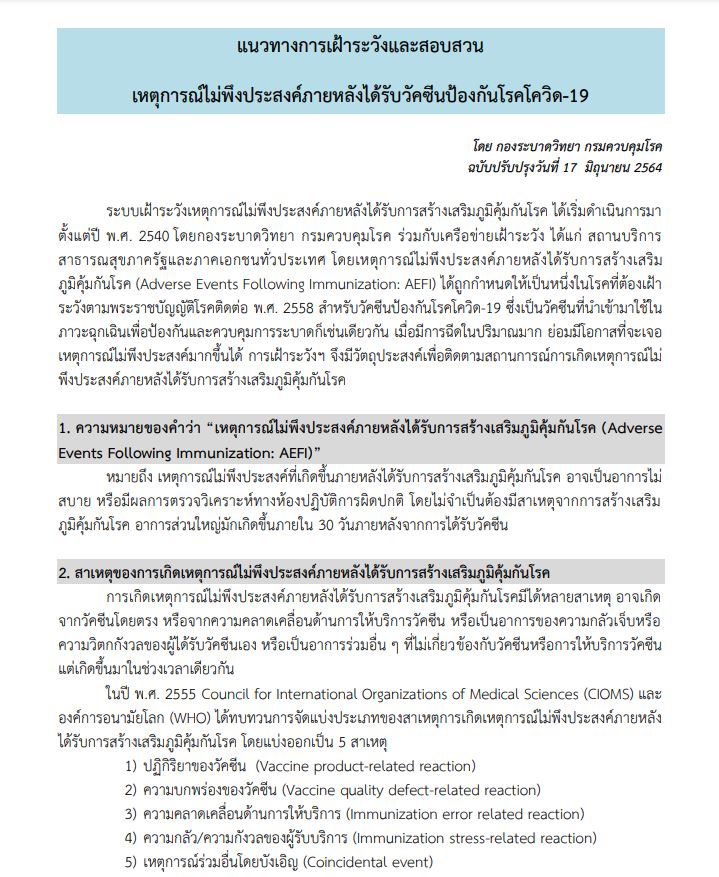 แนวทางการเฝ้าระวังและสอบสวน
เหตุการณ์ไม่พึงประสงค์ภายหลังได้รับวัคซีนป้องกันโรคโควิด-19
โดย กองระบาดวิทยา กรมควบคุมโรค
ฉบับปรับปรุงวันที่ 17 มิถุนายน 2564
ระบบเฝ้าระวังเหตุการณ์ไม่พึงประสงค์ภายหลังได้รับการสร้างเสริมภูมิคุ้มกันโรค ได้เริ่มดำเนินการมา
ตั้งแต่ปี พ.ศ. 2540 โดยกองระบาดวิทยา กรมควบคุมโรค ร่วมกับเครือข่ายเฝ้าระวัง ได้แก่ สถานบริการ
สาธารณสุขภาครัฐและภาคเอกชนทั่วประเทศ โดยเหตุการณ์ไม่พึงประสงค์ภายหลังได้รับการสร้างเสริม
ภูมิคุ้มกันโรค (Adverse Events Following Immunization: AEFI) ได้ถูกกำหนดให้เป็นหนึ่งในโรคที่ต้องเฝ้า
ระวังตามพระราชบัญญัติโรคติดต่อ พ.ศ. 2558 สำหรับวัคซีนป้องกันโรคโควิด-19 ซึ่งเป็นวัคซีนที่นำเข้ามาใช้ใน
ภาวะฉุกเฉินเพื่อป้องกันและควบคุมการระบาดก็เช่นเดียวกัน เมื่อมีการฉีดในปริมาณมาก ย่อมมีโอกาสที่จะเจอ
เหตุการณ์ไม่พึงประสงค์มากขึ้นได้ การเฝ้าระวังฯ จึงมีวัตถุประสงค์เพื่อติดตามสถานการณ์การเกิดเหตุการณ์ไม่
พึงประสงค์ภายหลังได้รับการสร้างเสริมภูมิคุ้มกันโรค
1. ความหมายของคำว่า “เหตุการณ์ไม่พึงประสงค์ภายหลังได้รับการสร้างเสริมภูมิคุ้มกันโรค (Adverse
Events Following Immunization: AEFI)”
หมายถึง เหตุการณ์ไม่พึงประสงค์ที่เกิดขึ้นภายหลังได้รับการสร้างเสริมภูมิคุ้มกันโรค อาจเป็นอาการไม่
สบาย หรือมีผลการตรวจวิเคราะห์ทางห้องปฏิบัติการผิดปกติ โดยไม่จำเป็นต้องมีสาเหตุจากการสร้างเสริม
ภูมิคุ้มกันโรค อาการส่วนใหญ่มักเกิดขึ้นภายใน 30 วันภายหลังจากการได้รับวัคซีน
2. สาเหตุของการเกิดเหตุการณ์ไม่พึงประสงค์ภายหลังได้รับการสร้างเสริมภูมิคุ้มกันโรค
การเกิดเหตุการณ์ไม่พึงประสงค์ภายหลังได้รับการสร้างเสริมภูมิคุ้มกันโรคมีได้หลายสาเหตุ อาจเกิด
จากวัคซีนโดยตรง หรือจากความคลาดเคลื่อนด้านการให้บริการวัคซีน หรือเป็นอาการของความกลัวเจ็บหรือ
ความวิตกกังวลของผู้ได้รับวัคซีนเอง หรือเป็นอาการร่วมอื่น ๆ ที่ไม่เกี่ยวข้องกับวัคซีนหรือการให้บริการวัคซีน
แต่เกิดขึ้นมาในช่วงเวลาเดียวกัน
ในปี พ.ศ. 2555 Council for International Organizations of Medical Sciences (CIOMS) และ
องค์การอนามัยโลก (WHO) ได้ทบทวนการจัดแบ่งประเภทของสาเหตุการเกิดเหตุการณ์ไม่พึงประสงค์ภายหลัง
ได้รับการสร้างเสริมภูมิคุ้มกันโรค โดยแบ่งออกเป็น 5 สาเหตุ
1) ปฏิกิริยาของวัคซีน (Vaccine product-related reaction)
2) ความบกพร่องของวัคซีน (Vaccine quality defect-related reaction)
3) ความคลาดเคลื่อนด้านการให้บริการ (Immunization error related reaction)
4) ความกลัว/ความกังวลของผู้รับบริการ (Immunization stress-related reaction)
5) เหตุการณ์ร่วมอื่นโดยบังเอิญ (Coincidental event)